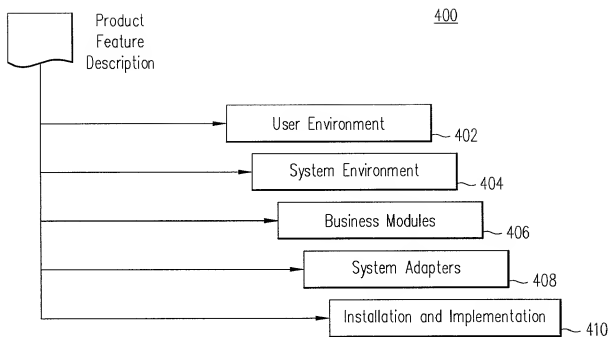 Product
Feature
Description
400
User Environment
402
System Environment
404
Business Modules
406
System Adapters
408
Installation and Implementation
410